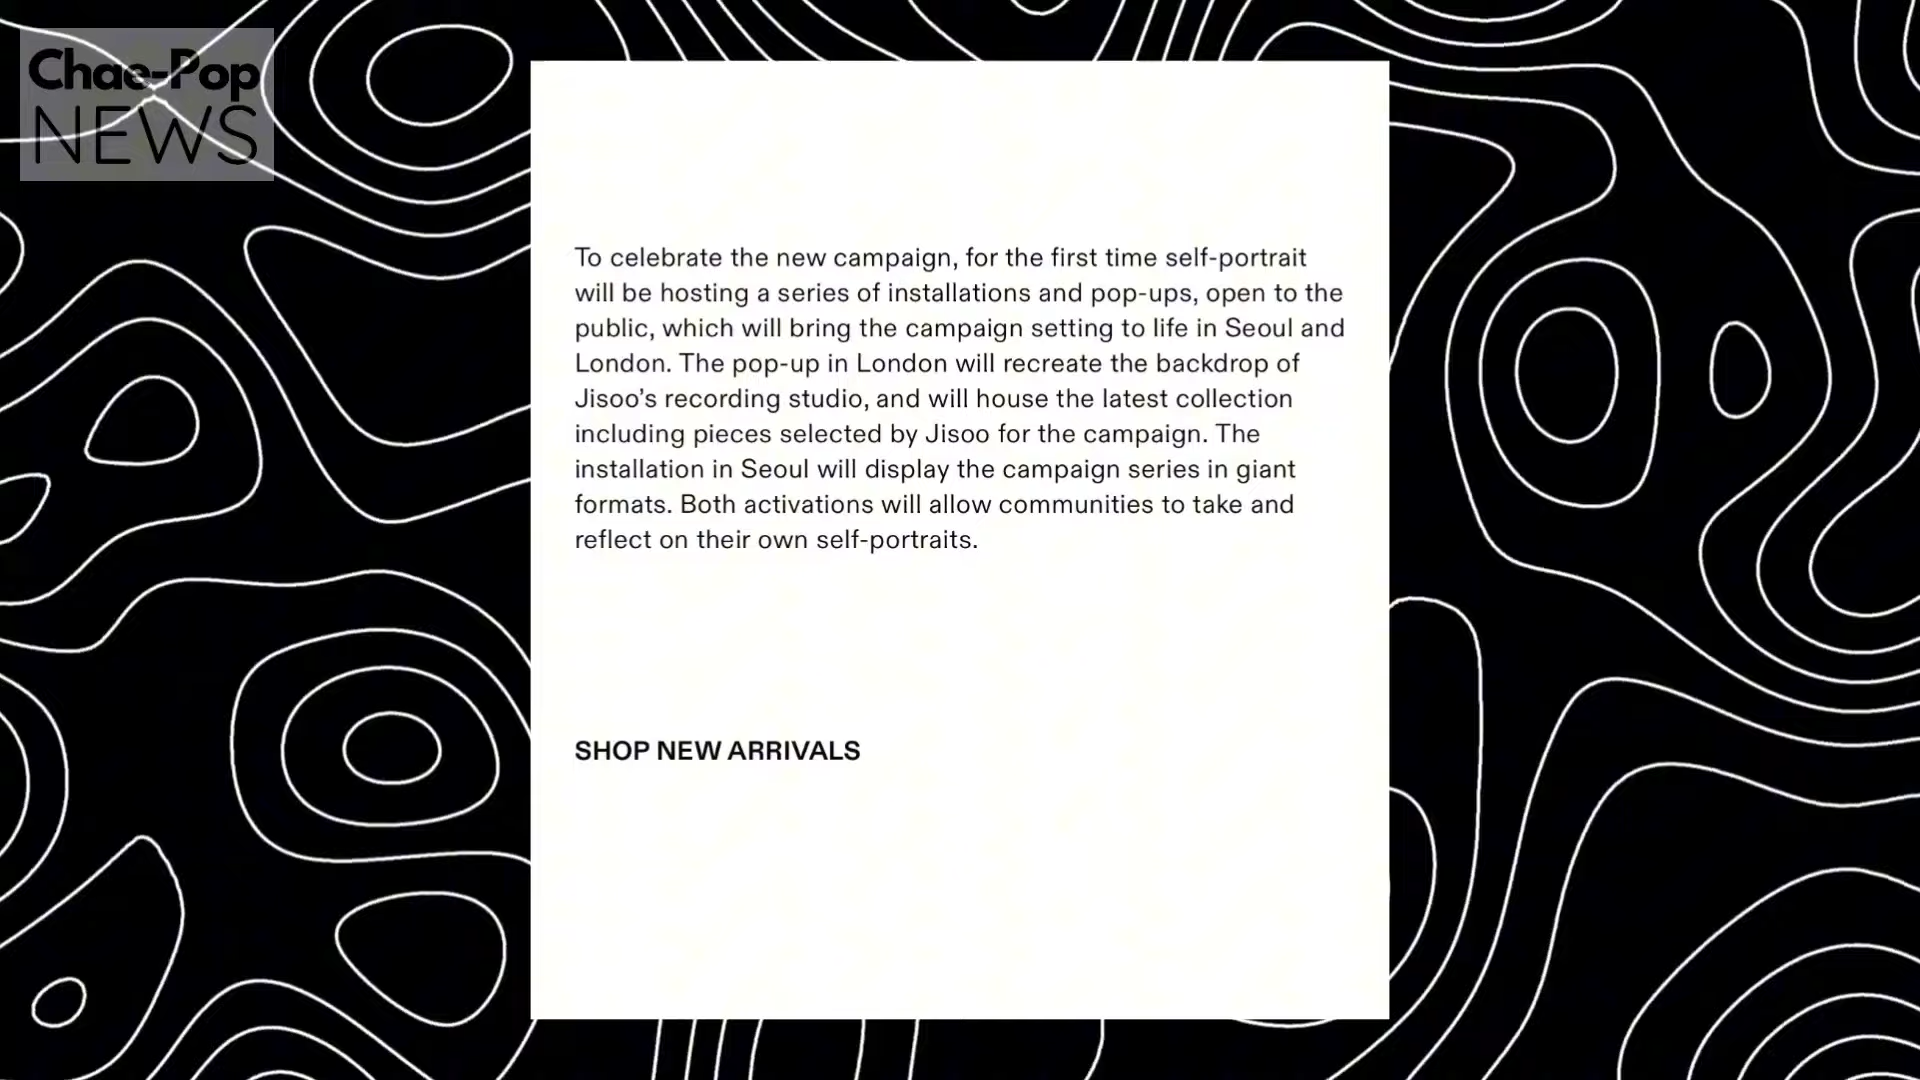 Chae-Pop
NEWS
To celebrate the new campaign, for the first time self-portrait
will be hosting a series of installations and pop-ups, open to the
public, which will bring the campaign setting to life in Seoul and
London. The pop-up in London will recreate the backdrop of
Jisoo’s recording studio, and will house the latest collection
including pieces selected by Jisoo for the campaign. The
installation in Seoul will display the campaign series in giant
formats. Both activations will allow communities to take and
reflect on their own self-portraits.
SHOP NEW ARRIVALS